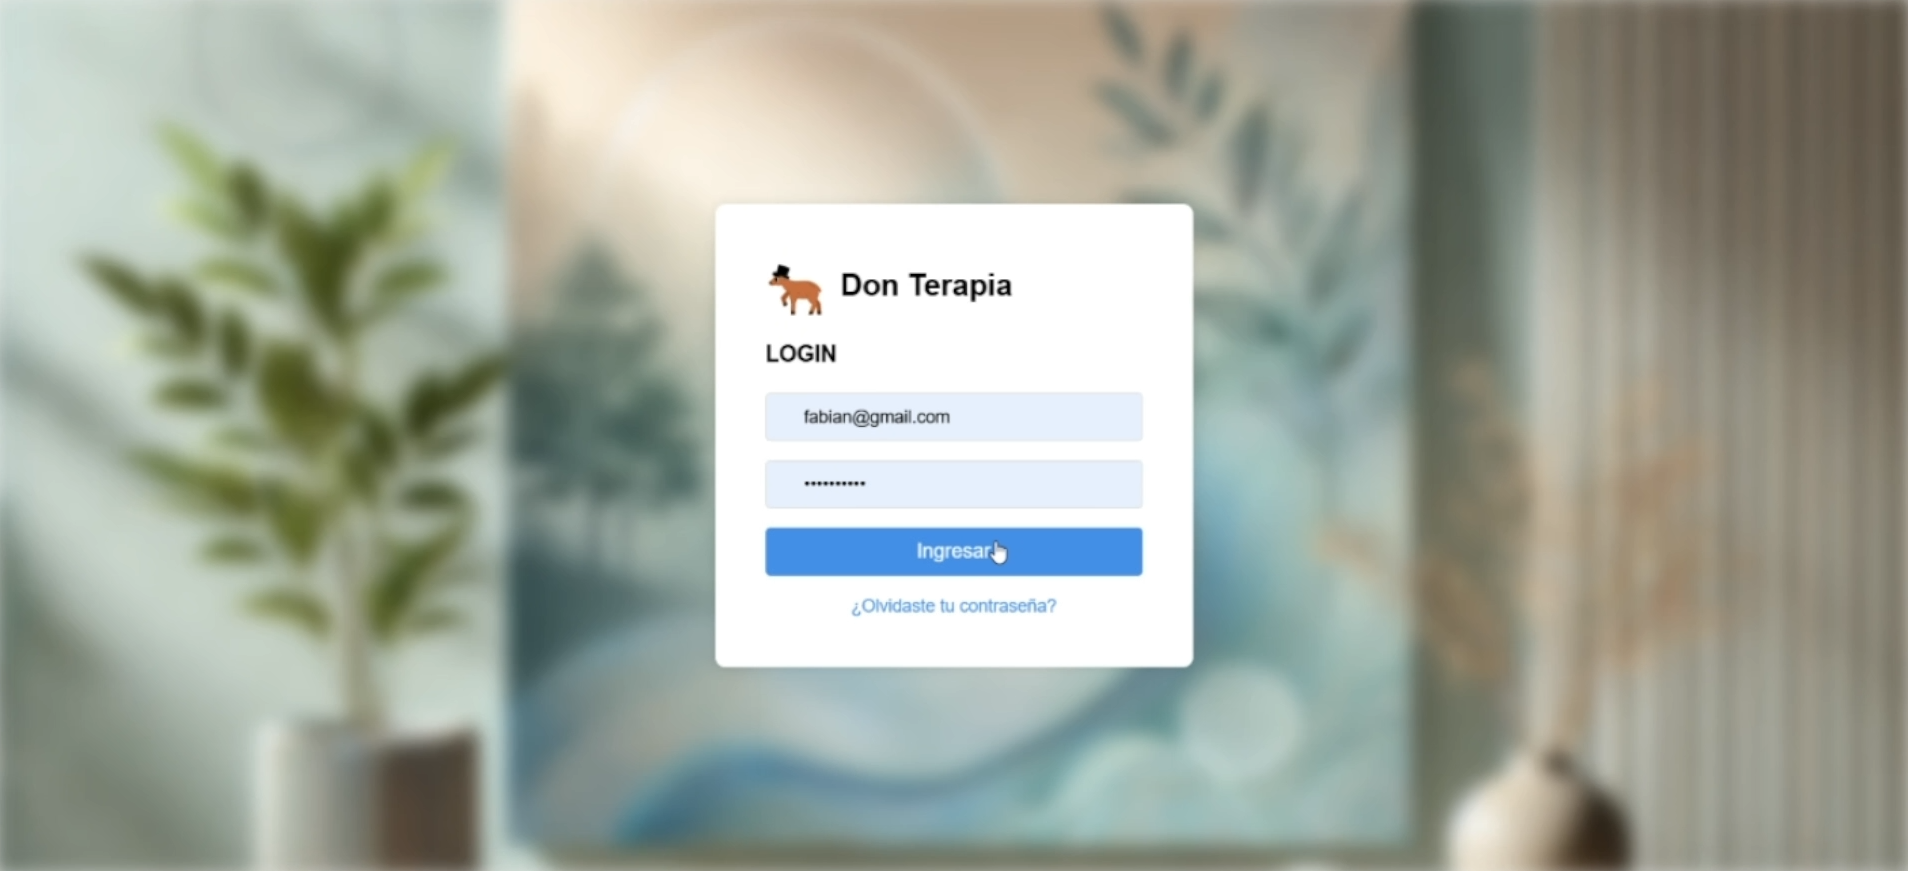 Don Terapia
LOGIN
fabian@gmail.com
••••••••••
Ingresar
¿Olvidaste tu contraseña?